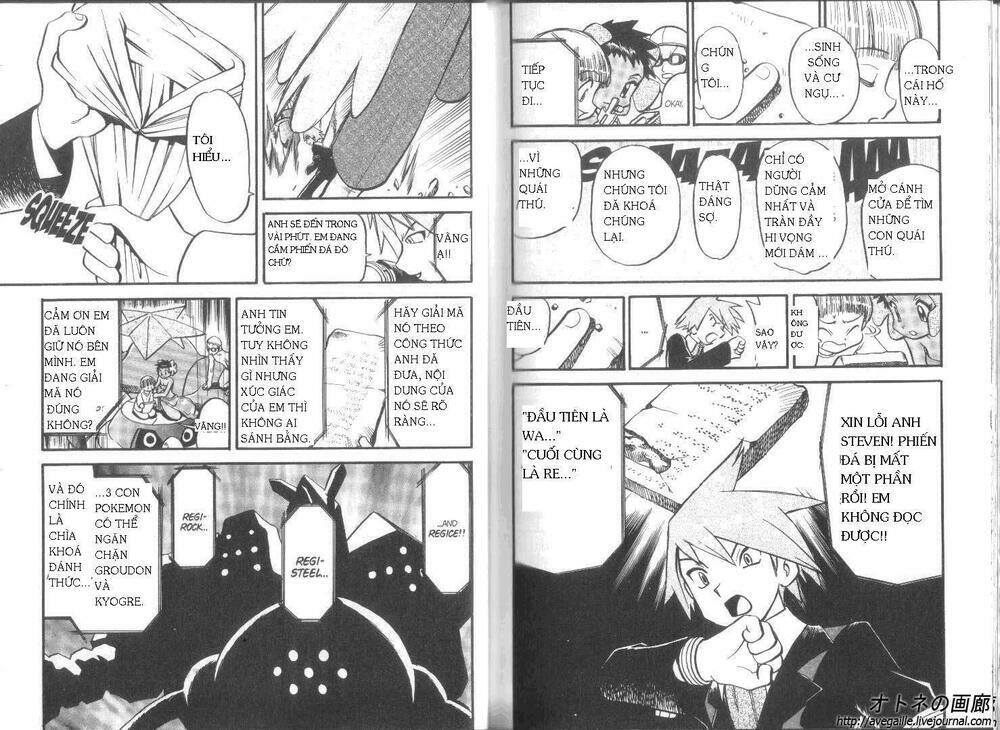 TÔI
HIỂU...
SQUEEZE
ANH SẼ ĐẾN TRONG
VÀI PHÚT. EM ĐANG
CẦM PHIẾN ĐÁ ĐÓ
CHỨ?
VÂNG
Ạ!!
CẢM ƠN EM
ĐÃ LUÔN
GIỮ NÓ BÊN
MÌNH. EM
ĐANG GIẢI
MÃ NÓ
ĐÚNG
KHÔNG?
VÂNG!!
ANH TIN
TƯỞNG EM.
TUY KHÔNG
NHÌN THẤY
GÌ NHƯNG
XÚC GIÁC
CỦA EM THÌ
KHÔNG AI
SÁNH BẰNG.
HÃY GIẢI MÃ
NÓ THEO
CÔNG THỨC
ANH ĐÃ
ĐƯA, NỘI
DUNG CỦA
NÓ SẼ RÕ
RÀNG...
VÀ ĐÓ
CHÍNH
LÀ
CHÌA
KHOÁ
ĐÁNH
'THỨC...'
...3 CON
POKEMON
CÓ THỂ
NGĂN
CHẶN
GROUDON
VÀ
KYOGRE.
REGI-
ROCK...
REGI-
STEEL...
...AND
REGICE!!
TIẾP
TỤC
ĐI...
OKAY.
CHÚN
G
TÔI...
...SINH
SỐNG
VÀ CƯ
NGỤ...
...TRONG
CÁI HỐ
NÀY...
...VÌ
NHỮNG
QUÁI
THÚ.
NHƯNG
CHÚNG TÔI
ĐÃ KHOÁ
CHÚNG
LẠI.
THẬT
ĐÁNG
SỢ.
CHỈ CÓ
NGƯỜI
DŨNG CẢM
NHẤT VÀ
TRÀN ĐẦY
HI VỌNG
MỚI DÁM ...
MỞ CÁNH
CỬA ĐỂ TÌM
NHỮNG
CON QUÁI
THÚ.
ĐẦU
TIÊN,...
SAO
VẬY?
KH
ÔNG
ĐƯ
ỢC.
"ĐẦU TIÊN LÀ
WA..."
"CUỐI CÙNG
LÀ RE..."
XIN LỖI ANH
STEVEN! PHIẾN
ĐÁ BỊ MẤT
MỘT PHẦN
RỒI! EM
KHÔNG ĐỌC
ĐƯỢC!!
オトネの画廊
http://avegaille.livejournal.com/